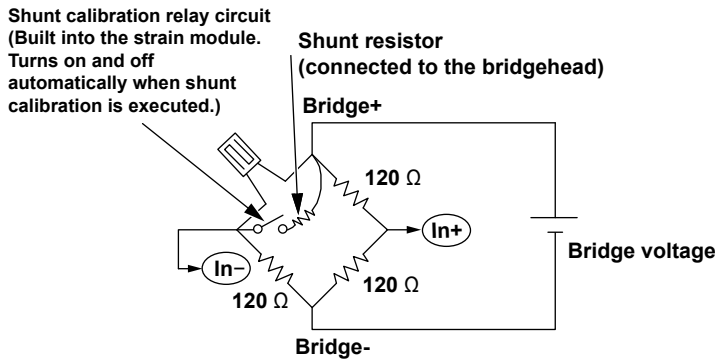 Shunt calibration relay circuit
(Built into the strain module.
Turns on and off
automatically when shunt
calibration is executed.)
Shunt resistor
(connected to the bridgehead)
Bridge+
120 Ω
In+
Bridge voltage
In−
120 Ω
120 Ω
Bridge-